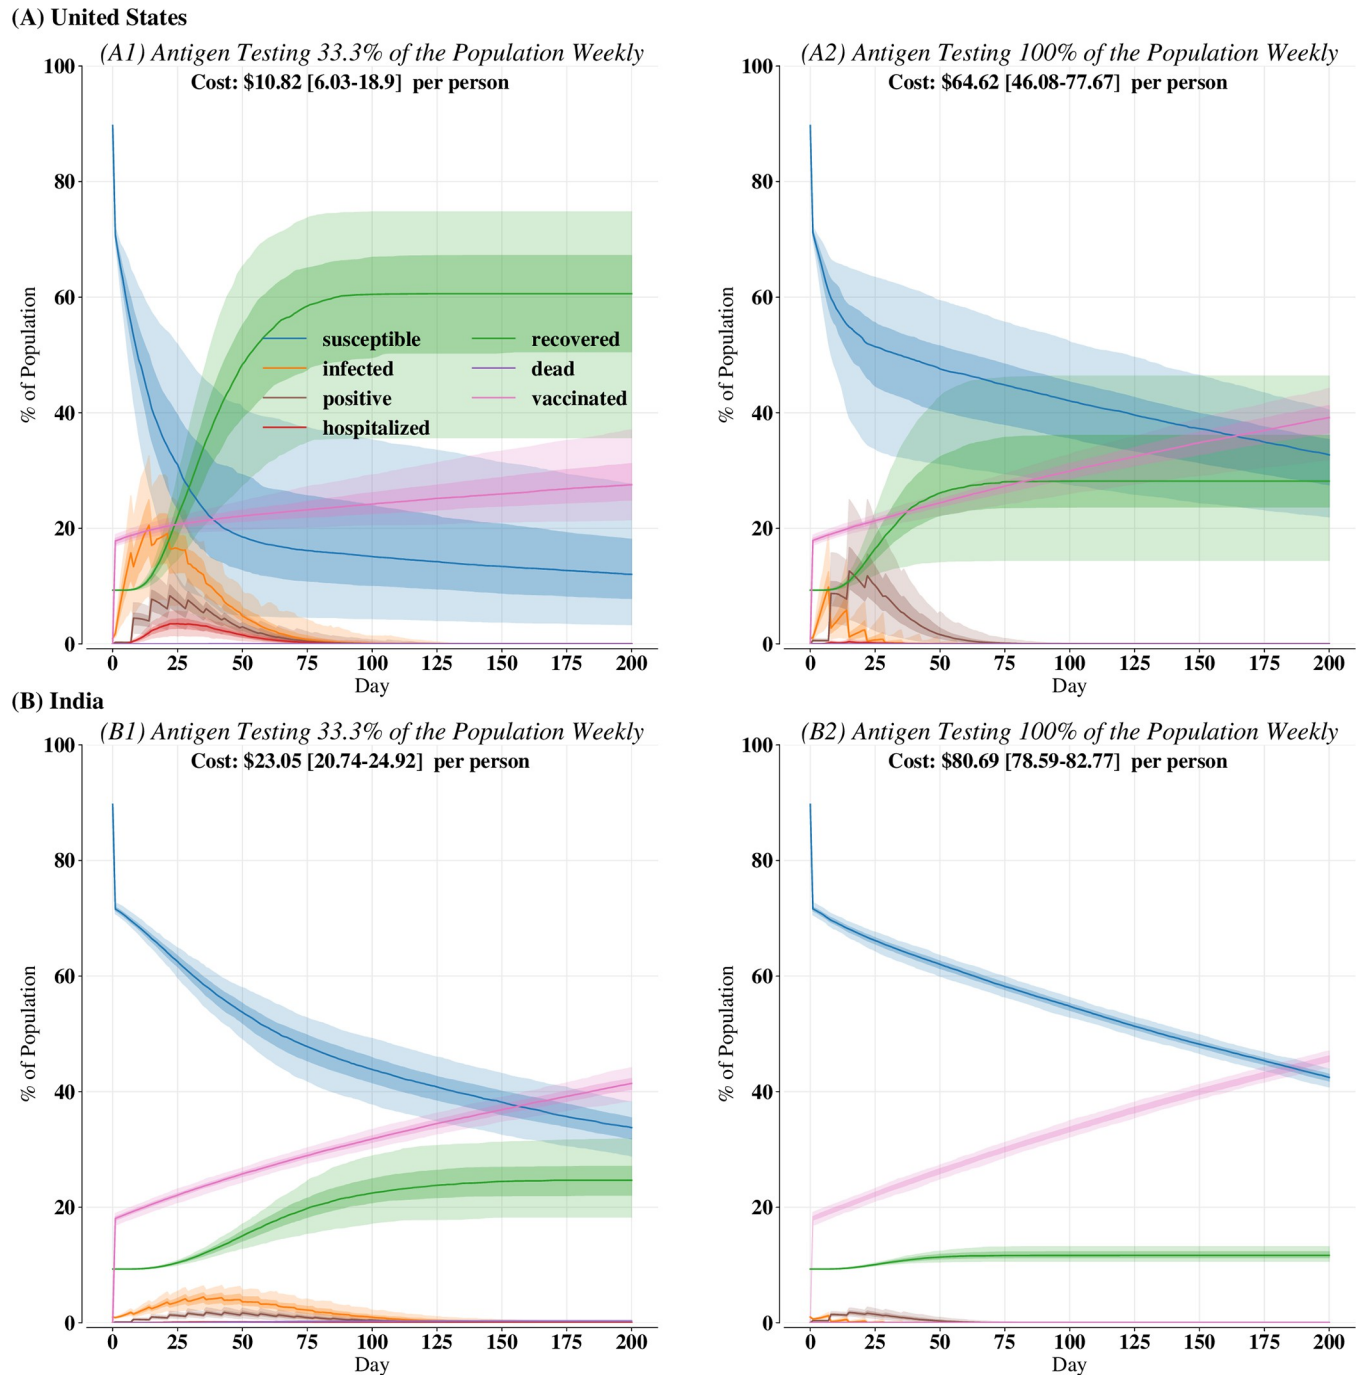 (A) United States
(A1) Antigen Testing 33.3% of the Population Weekly
Cost: $10.82 [6.03-18.9] per person
100
80
60
40
20
0
% of Population
susceptible
infected
positive
hospitalized
recovered
dead
vaccinated
0 25 50 75 100 125 150 175 200
Day
(A2) Antigen Testing 100% of the Population Weekly
Cost: $64.62 [46.08-77.67] per person
100
80
60
40
20
0
% of Population
0 25 50 75 100 125 150 175 200
Day
(B) India
(B1) Antigen Testing 33.3% of the Population Weekly
Cost: $23.05 [20.74-24.92] per person
100
80
60
40
20
0
% of Population
0 25 50 75 100 125 150 175 200
Day
(B2) Antigen Testing 100% of the Population Weekly
Cost: $80.69 [78.59-82.77] per person
100
80
60
40
20
0
% of Population
0 25 50 75 100 125 150 175 200
Day